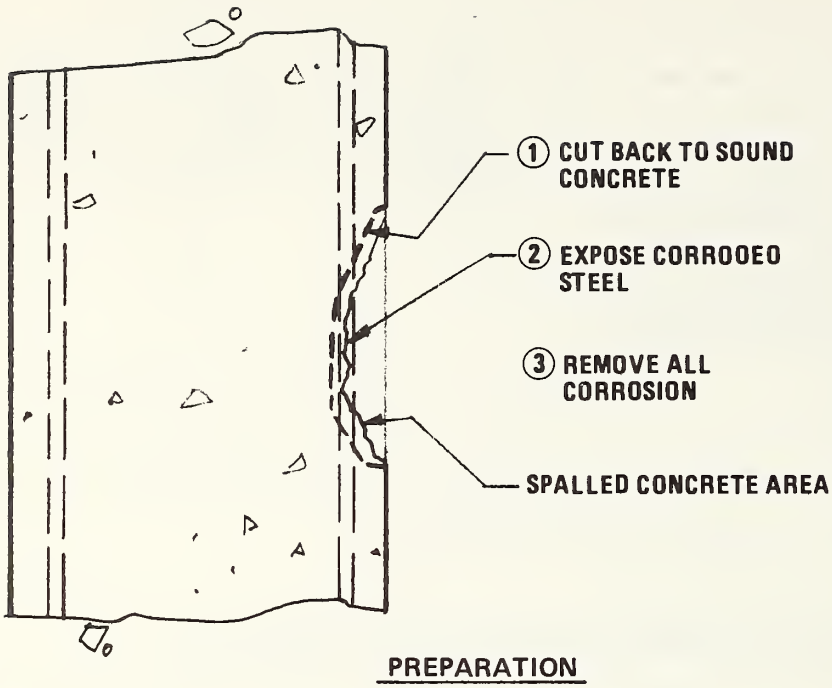 ① CUT BACK TO SOUND
CONCRETE
② EXPOSE CORROOEO
STEEL
③ REMOVE ALL
CORROSION
SPALLED CONCRETE AREA
PREPARATION